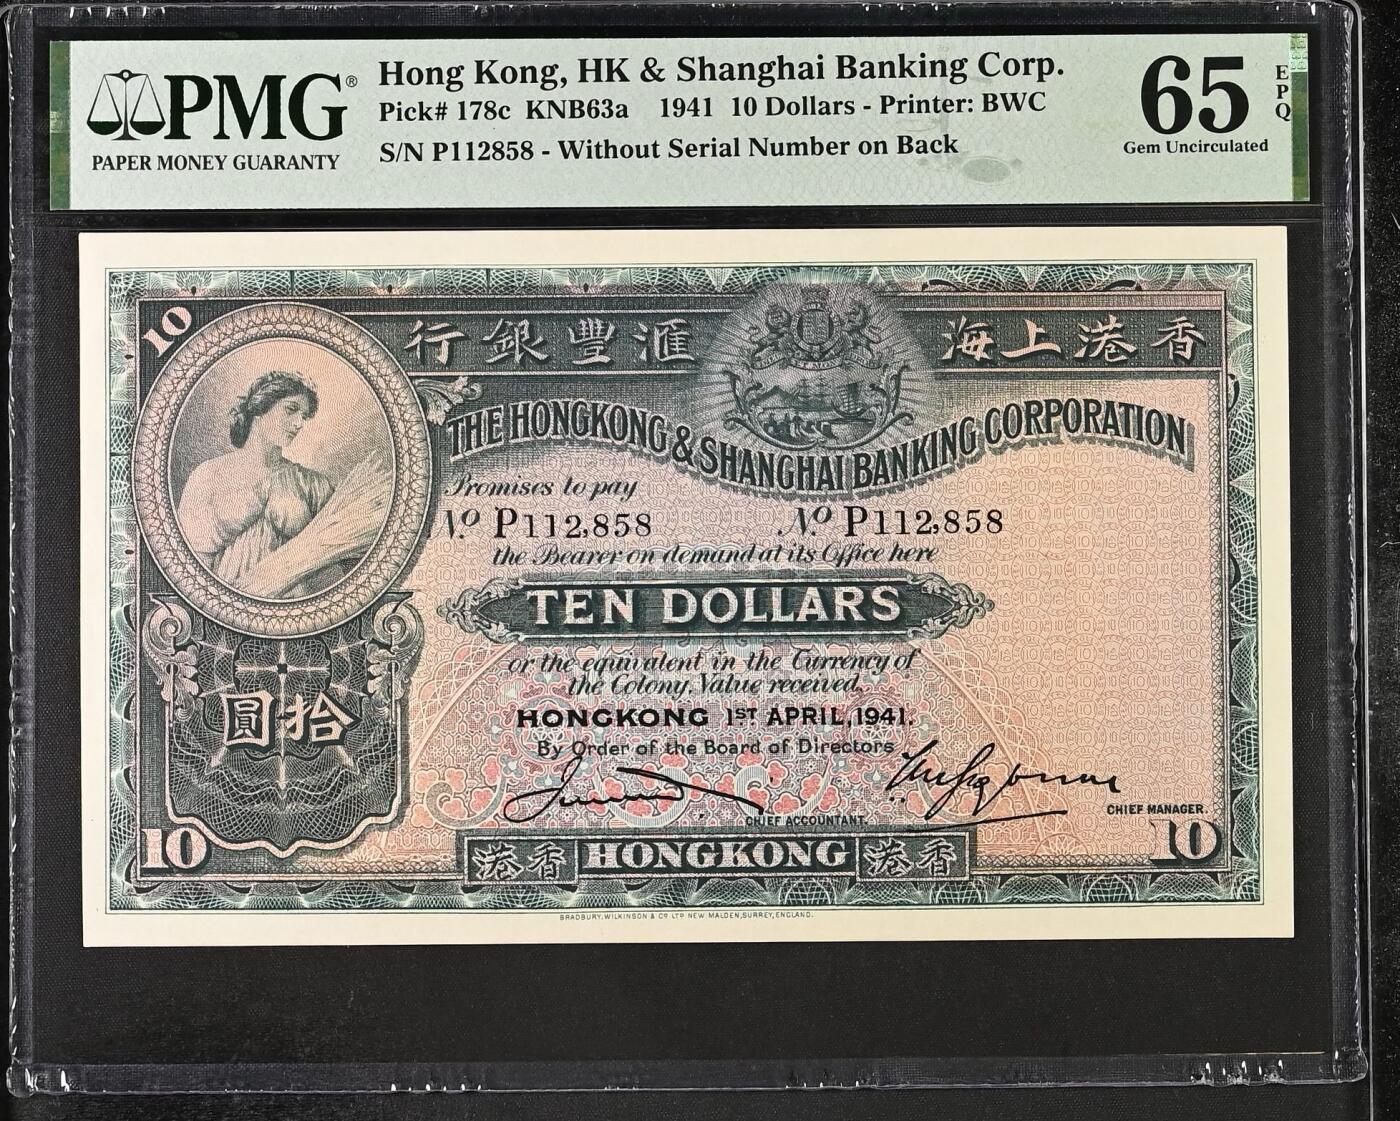 PMG®
PAPER MONEY GUARANTY
Hong Kong, HK & Shanghai Banking Corp.
Pick# 178c KNB63a 1941 10 Dollars - Printer: BWC
S/N P112858 - Without Serial Number on Back
65 EPQ
Gem Uncirculated
10
行銀豐滙 海上港香
THE HONGKONG & SHANGHAI BANKING CORPORATION
Promises to pay
No. P112,858 No. P112,858
the Bearer on demand at its Office here
TEN DOLLARS
or the equivalent in the Currency of
the Colony, Value received.
圓拾
HONGKONG 1ST APRIL, 1941.
By Order of the Board of Directors
CHIEF ACCOUNTANT.
CHIEF MANAGER.
10 10
港香 HONGKONG 港香
BRADBURY, WILKINSON & Co. LTD NEW MALDEN, SURREY, ENGLAND.